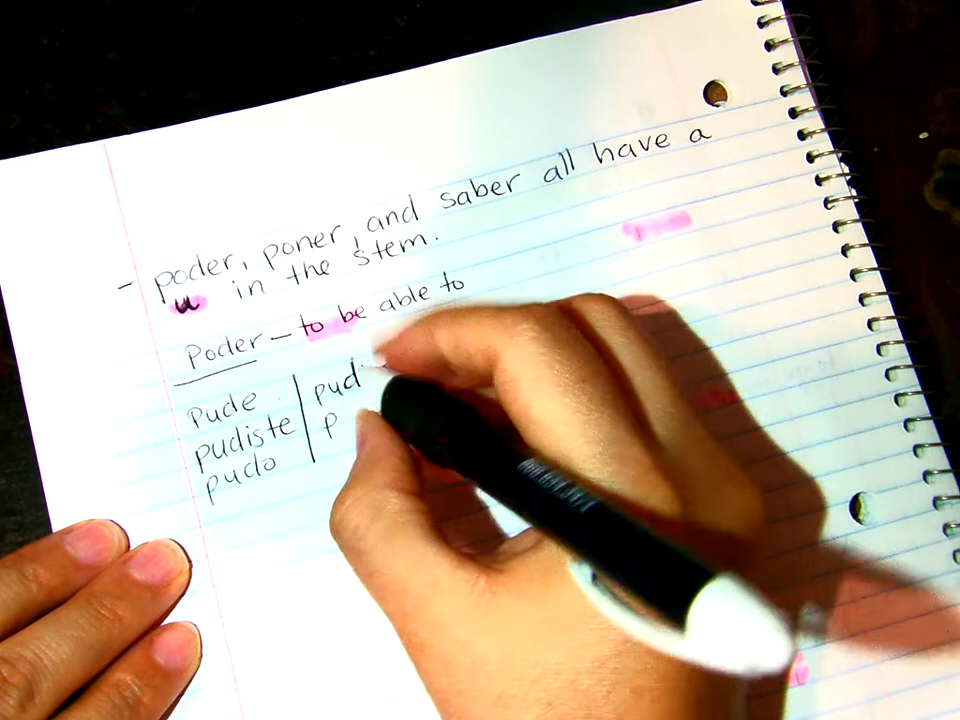 - poder, poner, and saber all have a
u in the stem.
Poder - to be able to
pude pud
pudiste p
pudo